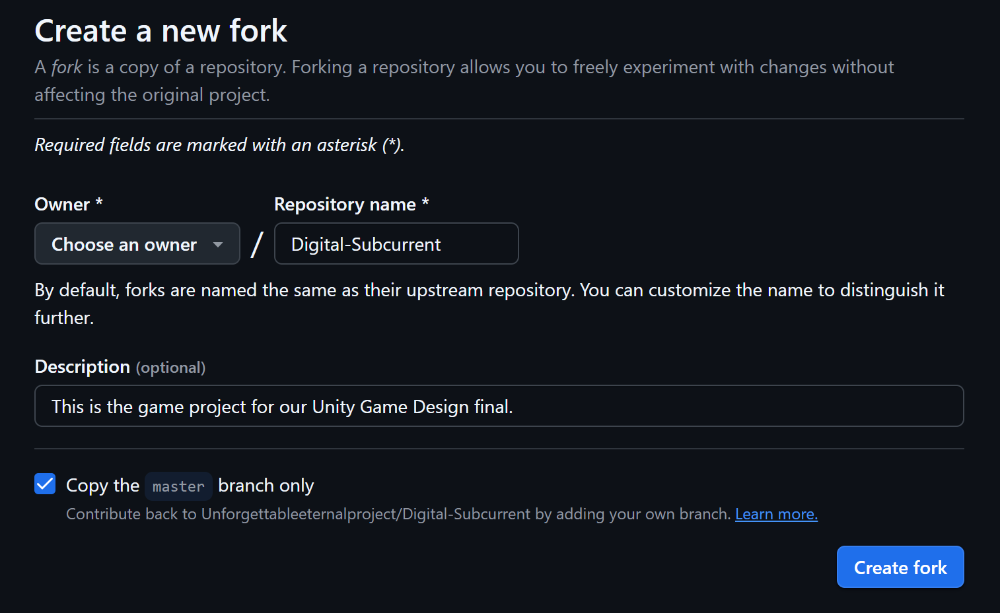 Create a new fork
A fork is a copy of a repository. Forking a repository allows you to freely experiment with changes without
affecting the original project.
Required fields are marked with an asterisk (*).
Owner * Repository name *
Choose an owner / Digital-Subcurrent
By default, forks are named the same as their upstream repository. You can customize the name to distinguish it
further.
Description (optional)
This is the game project for our Unity Game Design final.
Copy the master branch only
Contribute back to Unforgettableeternalproject/Digital-Subcurrent by adding your own branch. Learn more.
Create fork